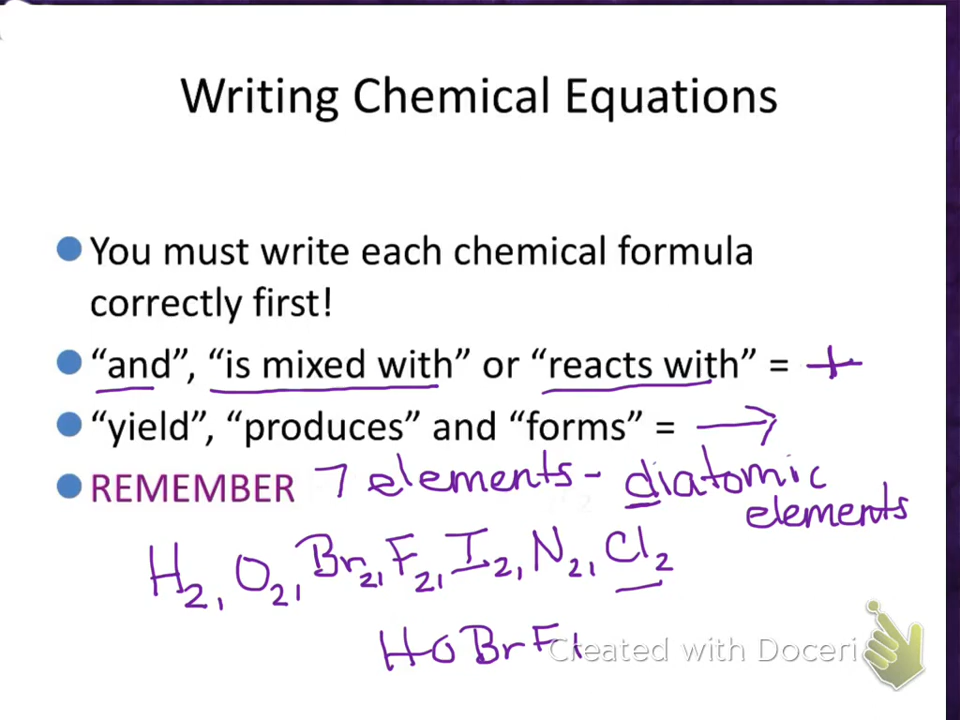 Writing Chemical Equations
You must write each chemical formula
correctly first!
“and”, “is mixed with” or “reacts with” = +
“yield”, “produces” and “forms” = →
REMEMBER 7 elements - diatomic
elements
H2, O2, Br2, F2, I2, N2, Cl2
HOBrFI
Created with Doceri